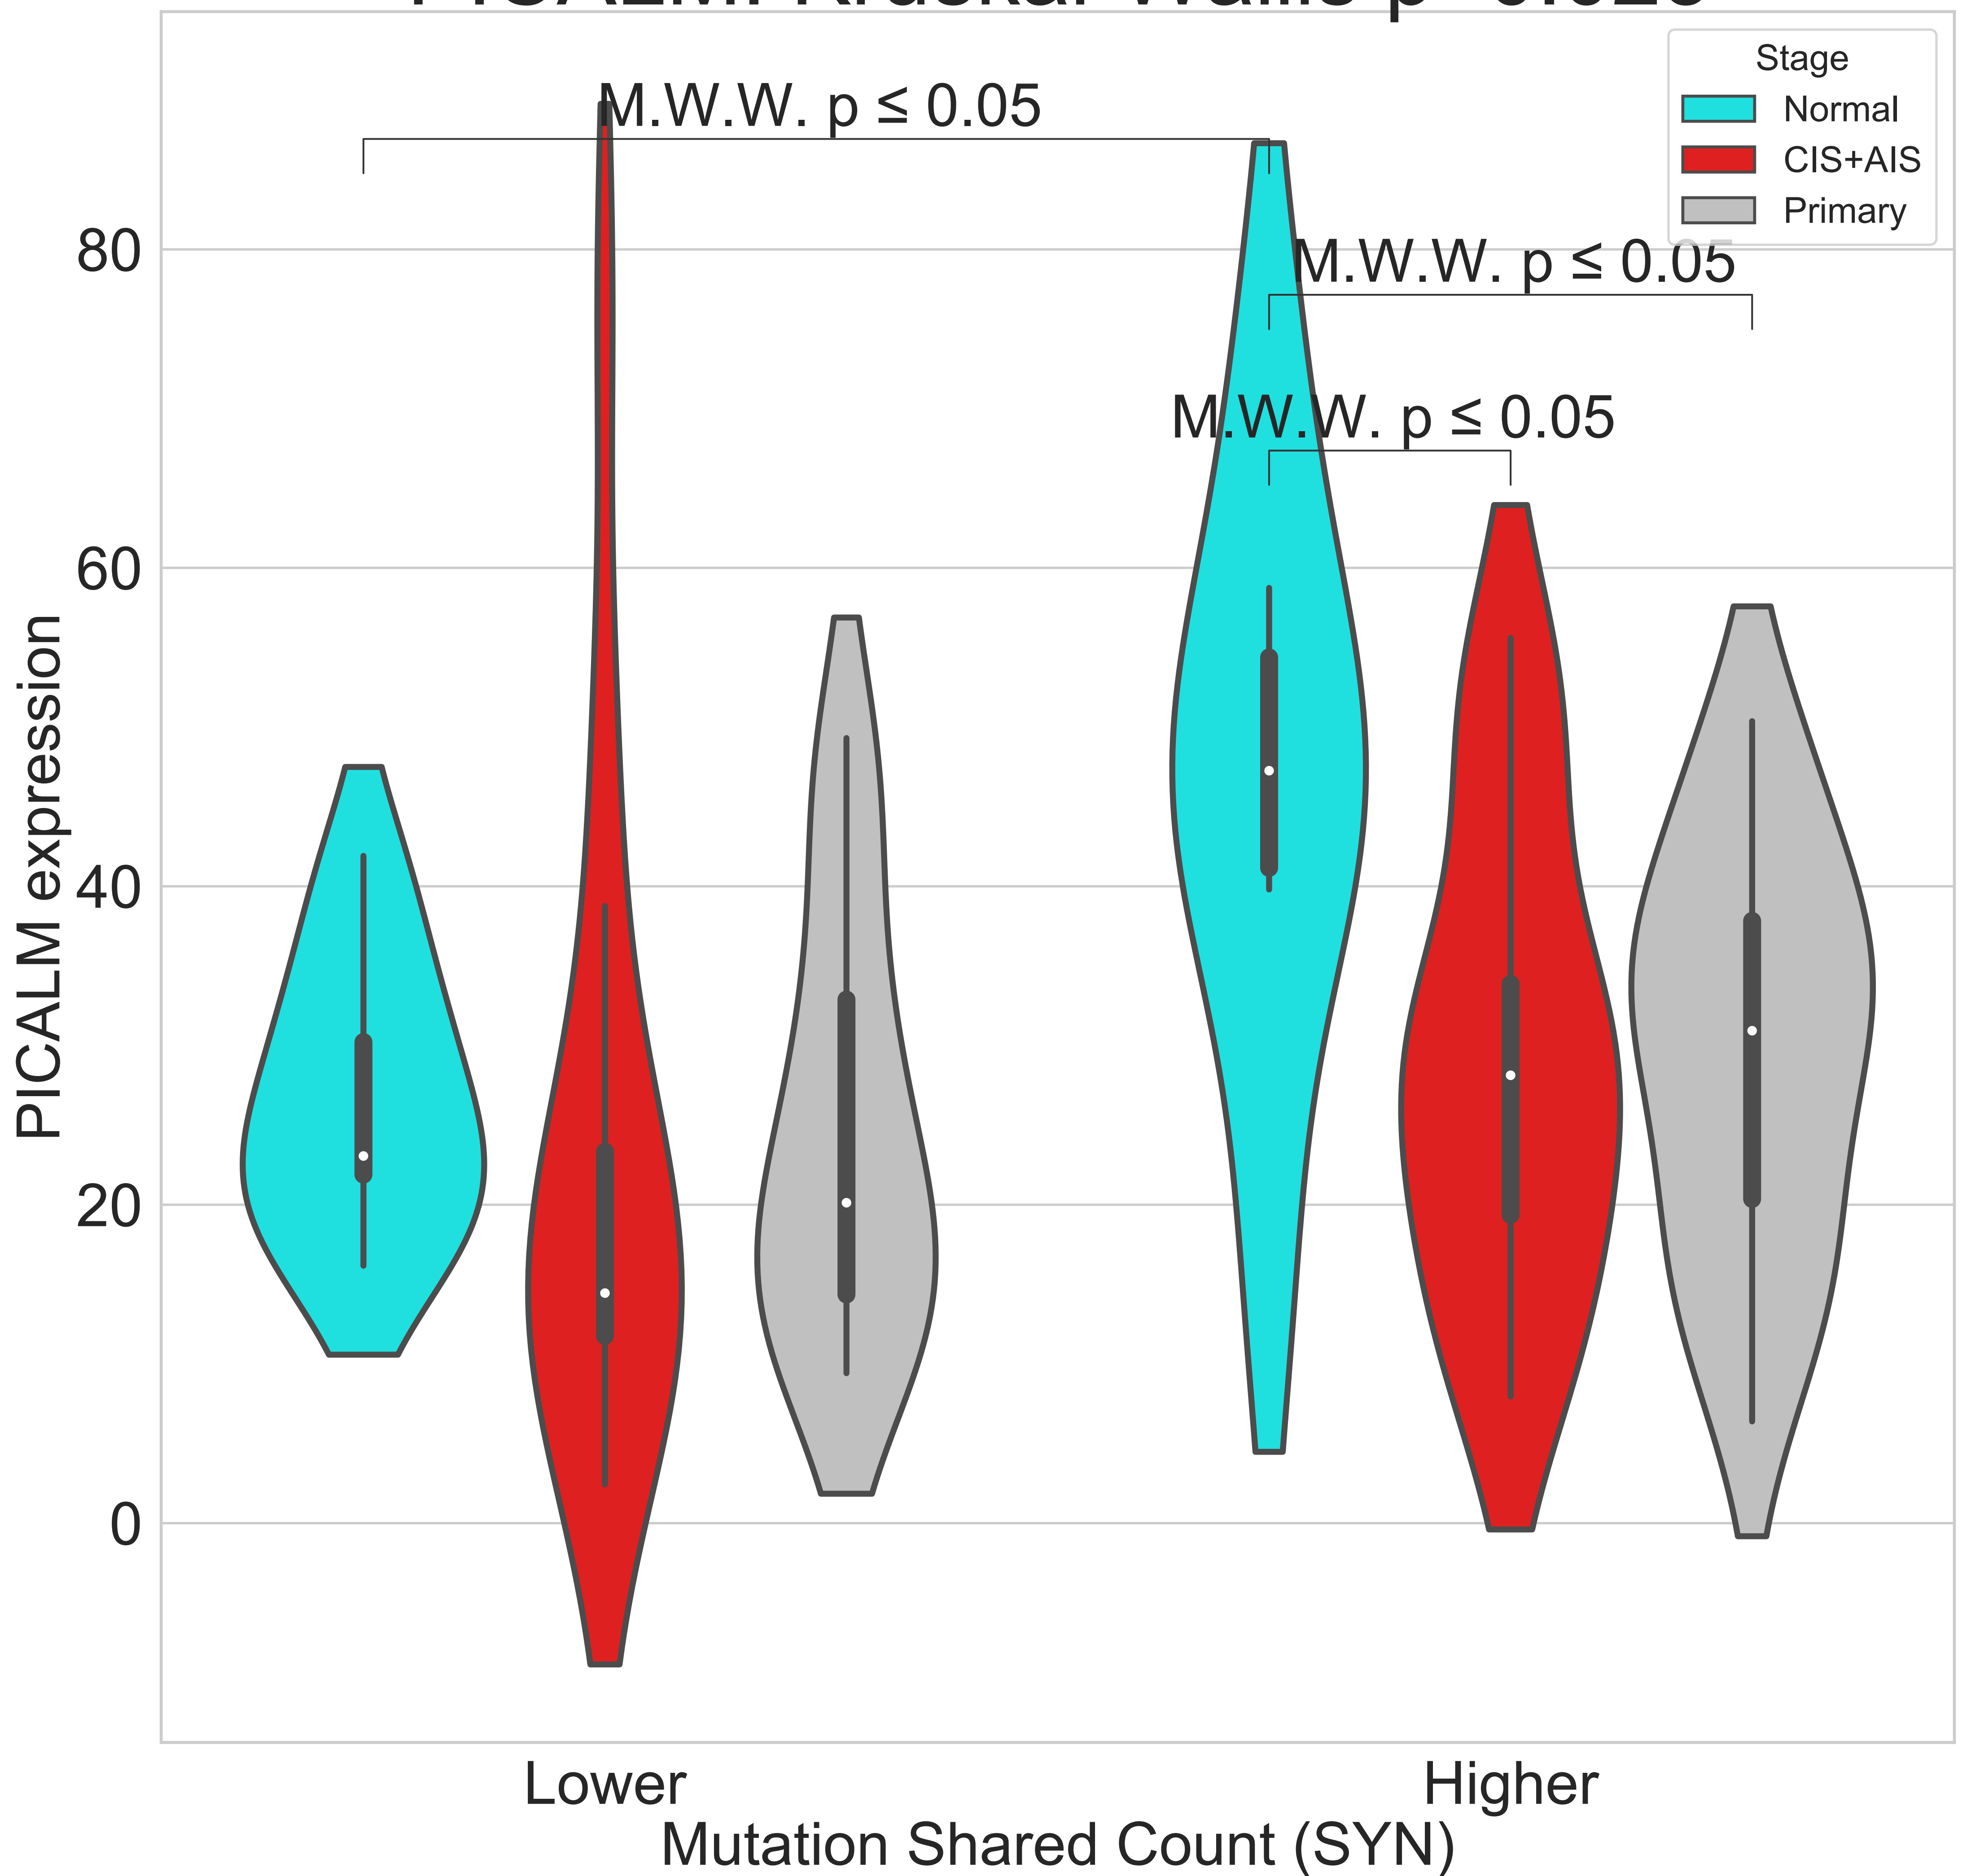 M.W.W. p ≤ 0.05
Stage
Normal
CIS+AIS
Primary
M.W.W. p ≤ 0.05
M.W.W. p ≤ 0.05
80
60
40
20
0
PICALM expression
Lower
Higher
Mutation Shared Count (SYN)